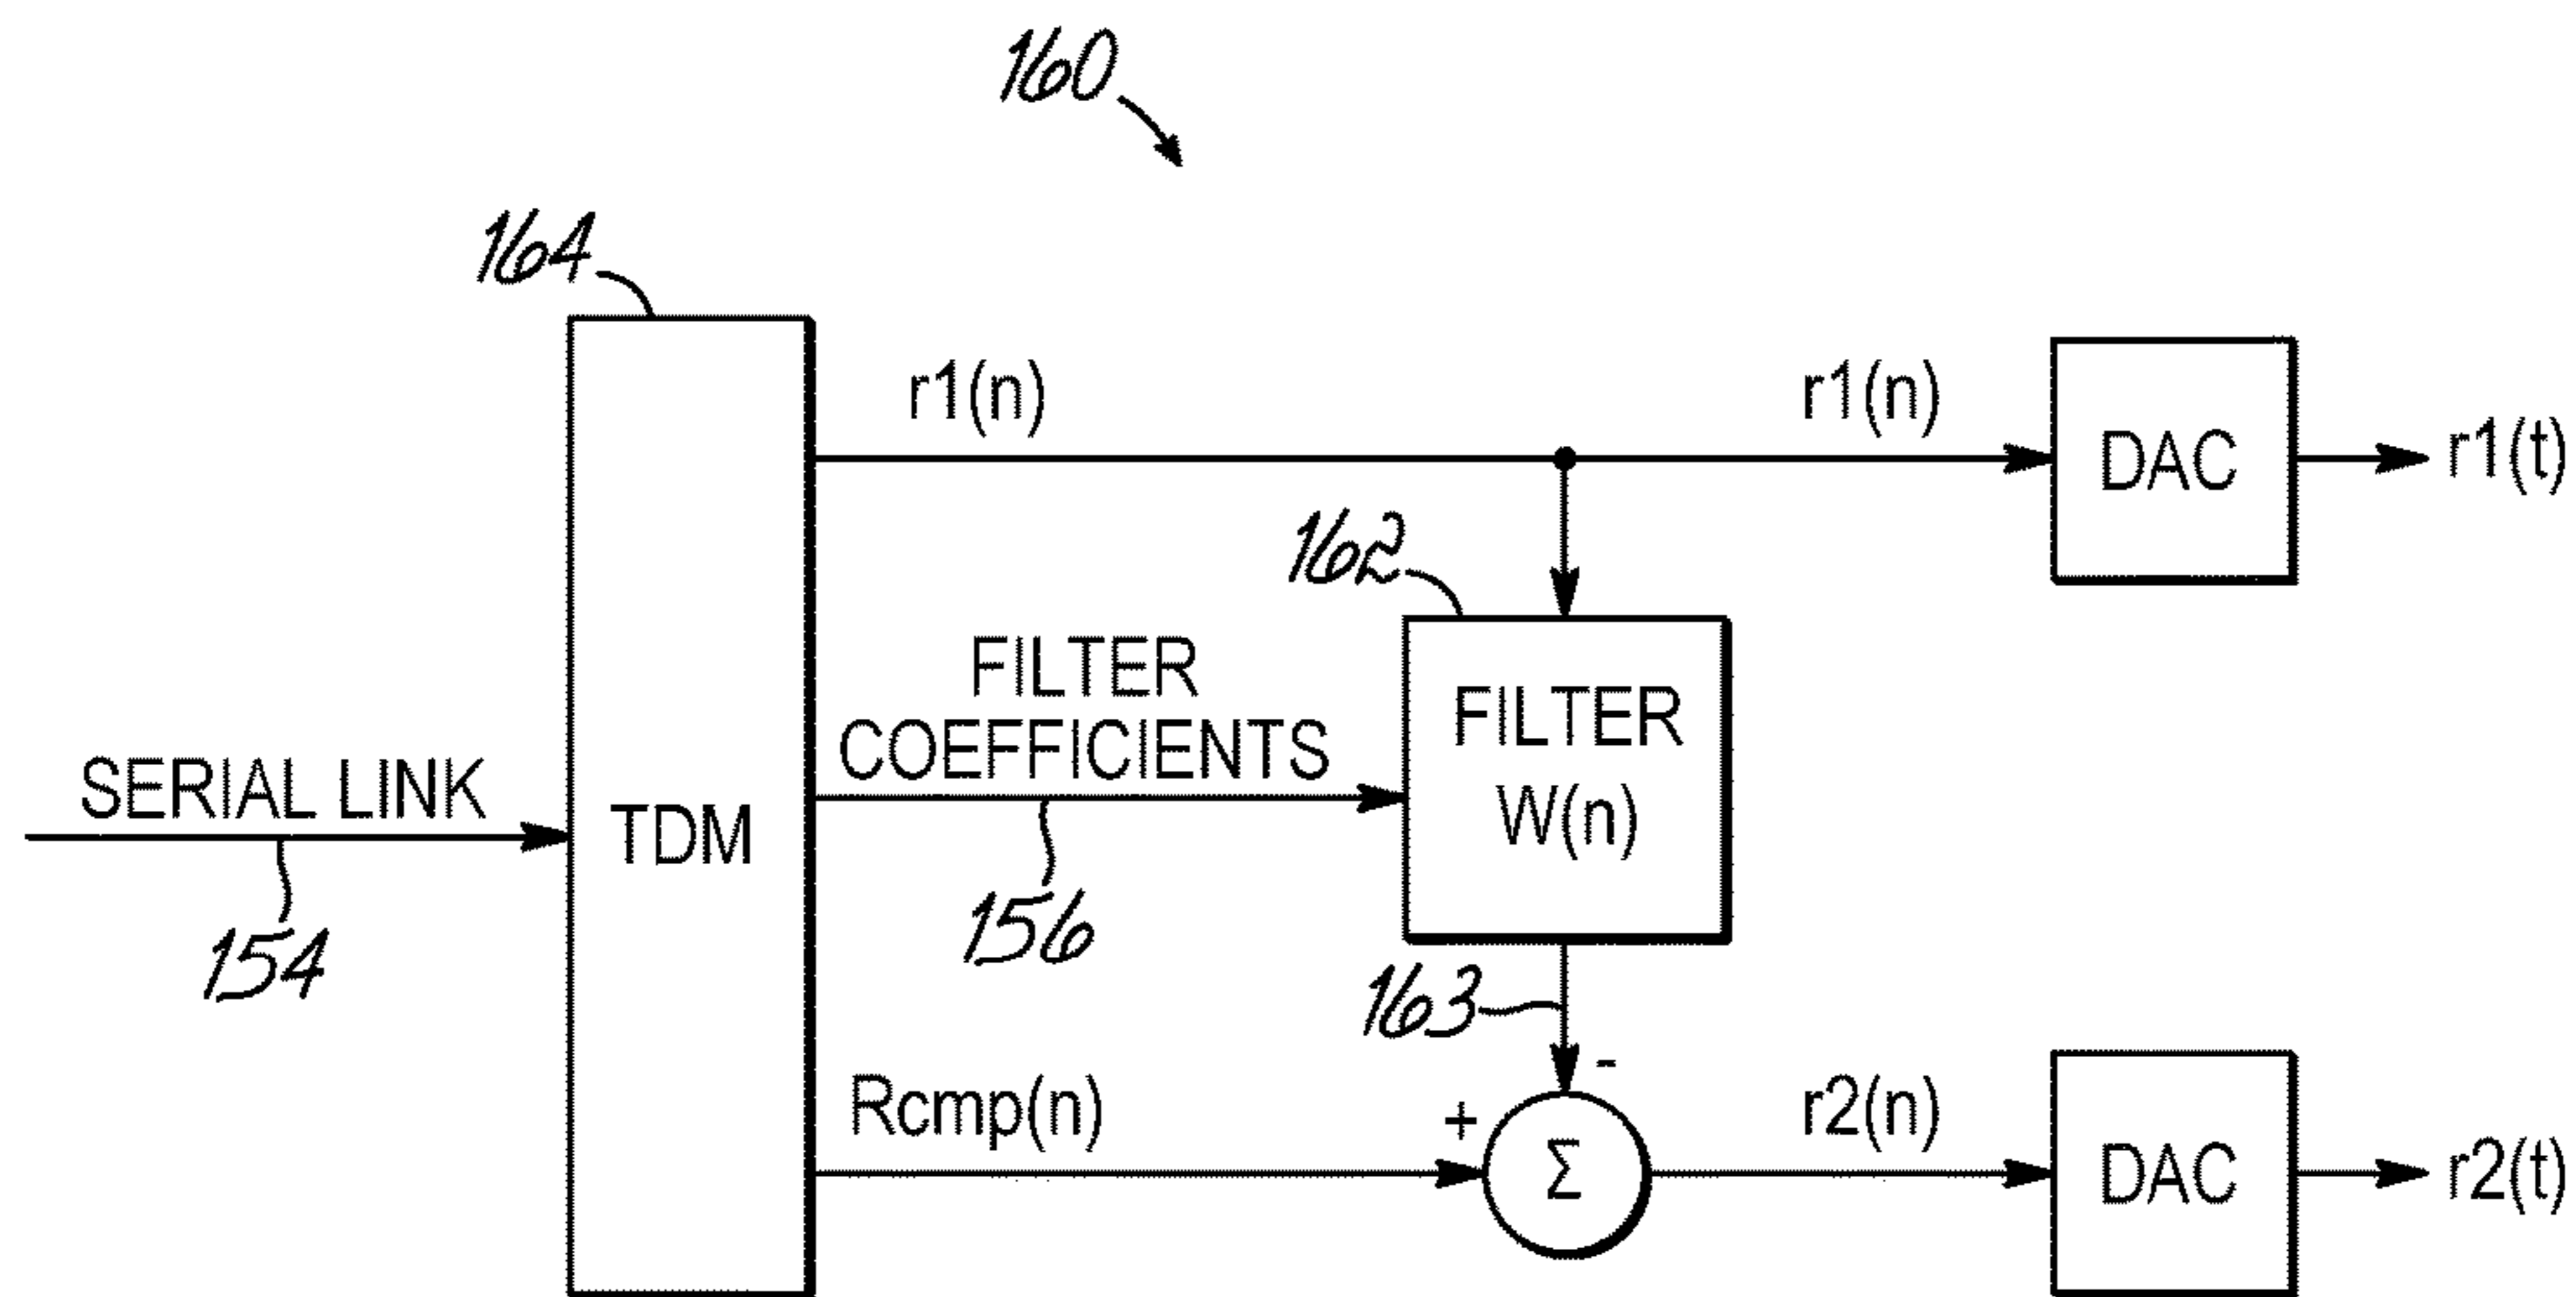 160
164
r1(n)
r1(n)
DAC
r1(t)
162
FILTER
COEFFICIENTS
FILTER
W(n)
SERIAL LINK
TDM
154
156
163
-
Rcmp(n)
+
Σ
r2(n)
DAC
r2(t)